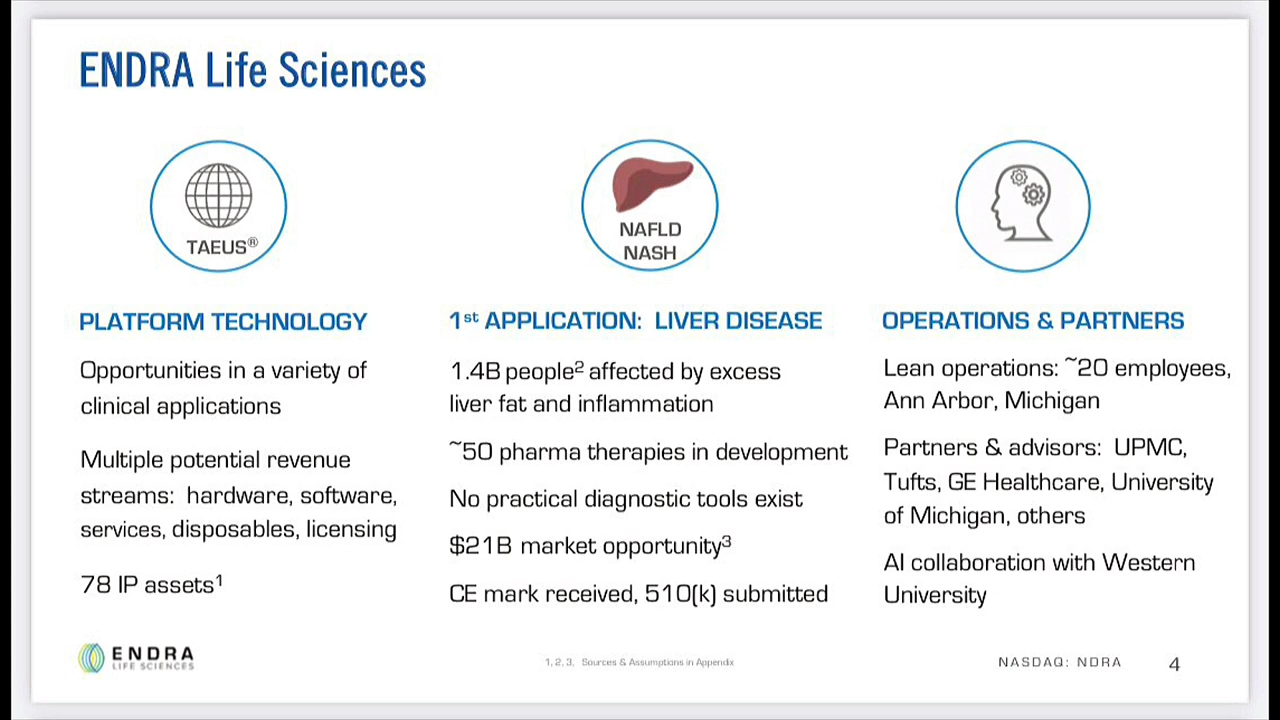 ENDRA Life Sciences
TAEUS®
PLATFORM TECHNOLOGY
Opportunities in a variety of
clinical applications
Multiple potential revenue
streams: hardware, software,
services, disposables, licensing
78 IP assets¹
NAFLD
NASH
1st APPLICATION: LIVER DISEASE
1.4B people² affected by excess
liver fat and inflammation
~50 pharma therapies in development
No practical diagnostic tools exist
$21B market opportunity³
CE mark received, 510(k) submitted
OPERATIONS & PARTNERS
Lean operations: ~20 employees,
Ann Arbor, Michigan
Partners & advisors: UPMC,
Tufts, GE Healthcare, University
of Michigan, others
AI collaboration with Western
University
ENDRA
LIFE SCIENCES
1, 2, 3, Sources & Assumptions in Appendix
NASDAQ: NDRA
4